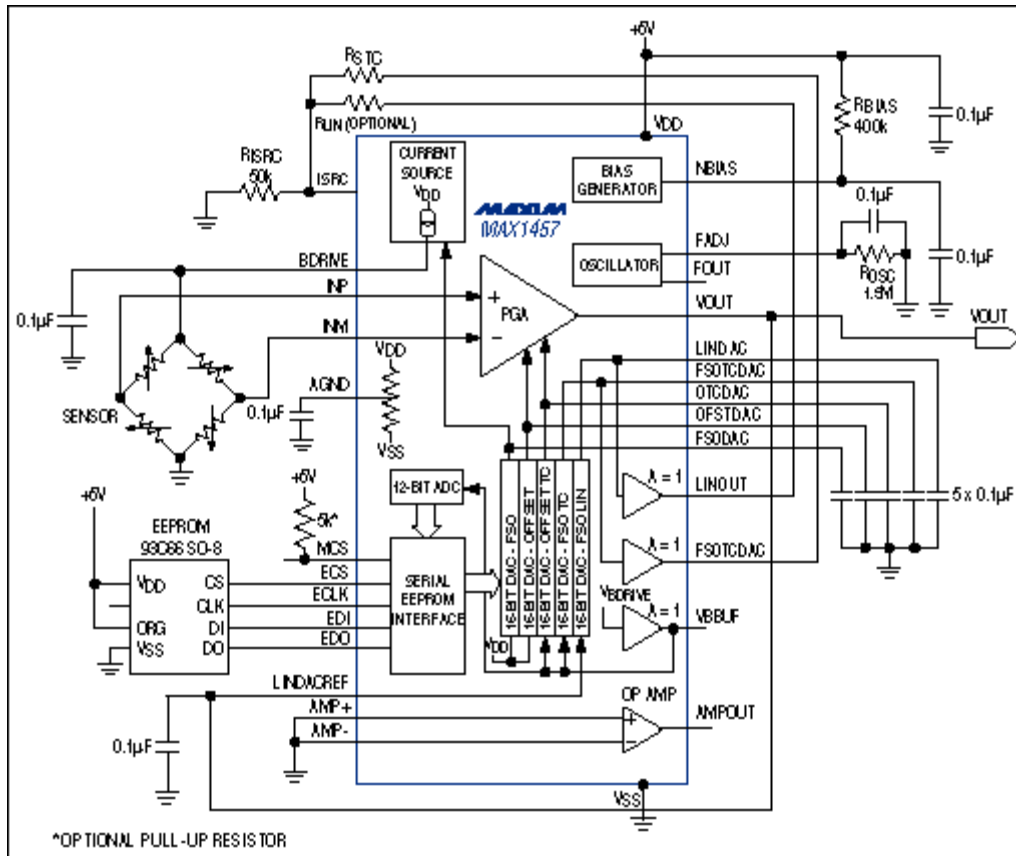 +5V
RSTC
RLIN (OPTIONAL)
VDD
RBIAS
400k
0.1µF
RISRC
50k
ISRC
CURRENT
SOURCE
VDD
BIAS
GENERATOR
NBIAS
MAXIM
MAX1457
0.1µF
FADJ
OSCILLATOR
FOUT
ROSC
1.5M
0.1µF
BDRIVE
INP
+
PGA
VOUT
VOUT
0.1µF
INM
−
VDD
LINDAC
FSOTCDAC
AGND
OTCDAC
SENSOR
0.1µF
OFSTDAC
VSS
FSODAC
+5V
+5V
12-BIT ADC
16-BIT DAC - FSO
16-BIT DAC - OFFSET
16-BIT DAC - OFFSET TC
16-BIT DAC - FSO TC
16-BIT DAC - FSO LIN
A = 1
LINOUT
5 x 0.1µF
5k*
EEPROM
93C66 SO-8
MCS
A = 1
FSOTCDAC
VDD
CS
ECS
SERIAL
EEPROM
INTERFACE
CLK
ECLK
VBDRIVE
A = 1
ORG
DI
EDI
VBBUF
VSS
DO
EDO
VDD
LINDACREF
OP AMP
AMP+
+
AMPOUT
AMP-
−
0.1µF
VSS
*OPTIONAL PULL-UP RESISTOR